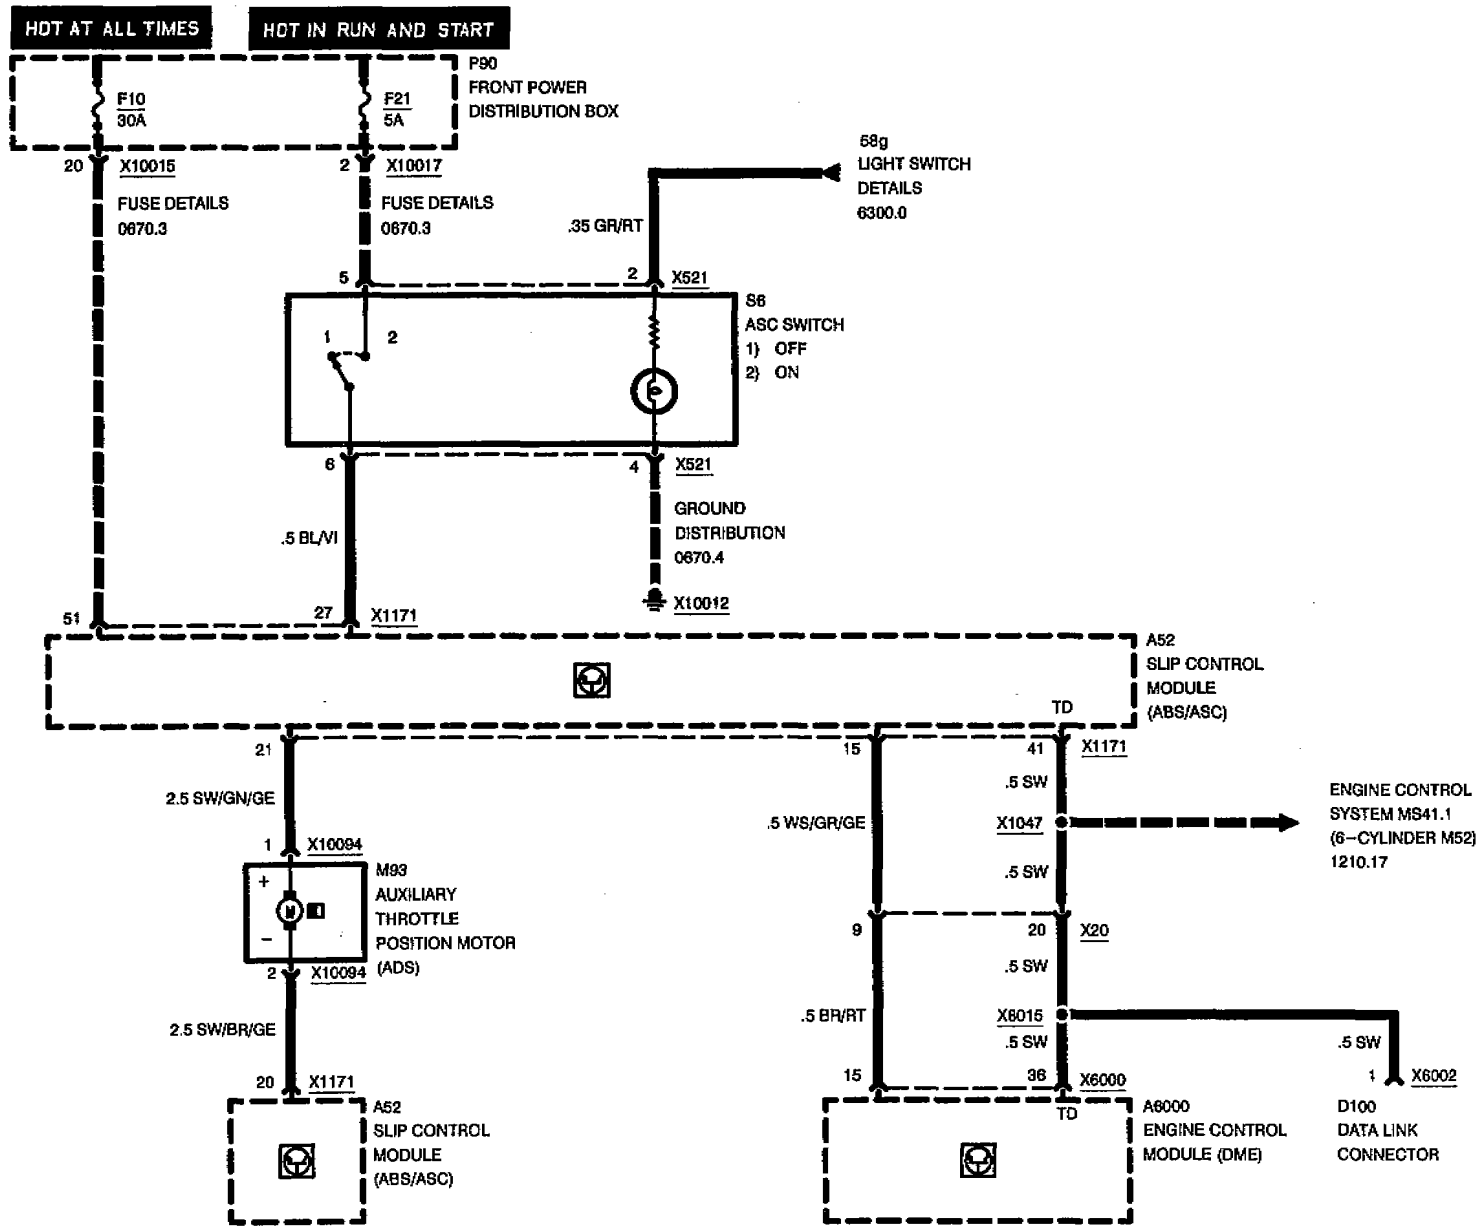 HOT AT ALL TIMES
HOT IN RUN AND START
P90
FRONT POWER
DISTRIBUTION BOX
F10
30A
F21
5A
20
X10015
2
X10017
FUSE DETAILS
0670.3
FUSE DETAILS
0670.3
58g
LIGHT SWITCH
DETAILS
6300.0
.35 GR/RT
5
2
X521
S6
ASC SWITCH
1) OFF
2) ON
1
2
6
4
X521
GROUND
DISTRIBUTION
0670.4
.5 BL/VI
X10012
51
27
X1171
A52
SLIP CONTROL
MODULE
(ABS/ASC)
TD
21
15
41
X1171
2.5 SW/GN/GE
.5 SW
.5 WS/GR/GE
X1047
ENGINE CONTROL
SYSTEM MS41.1
(6-CYLINDER M52)
1210.17
1
X10094
.5 SW
M93
AUXILIARY
THROTTLE
POSITION MOTOR
(ADS)
+
M
−
9
20
X20
2
X10094
.5 SW
2.5 SW/BR/GE
.5 BR/RT
X6015
.5 SW
.5 SW
20
X1171
15
36
X6000
1
X6002
A52
SLIP CONTROL
MODULE
(ABS/ASC)
TD
A6000
ENGINE CONTROL
MODULE (DME)
D100
DATA LINK
CONNECTOR